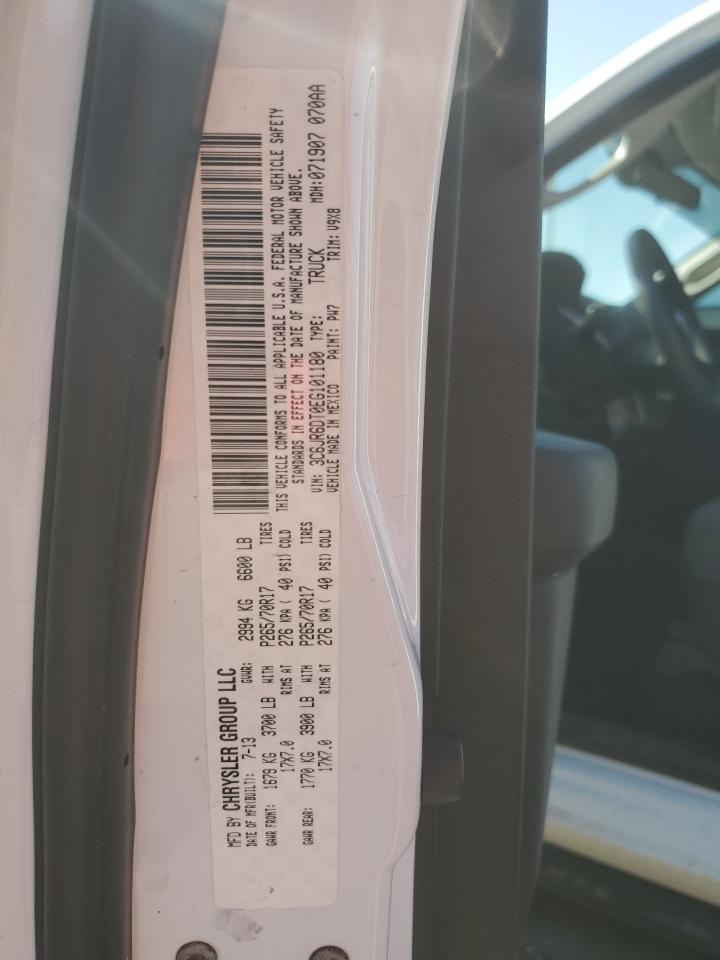 MFD BY CHRYSLER GROUP LLC
DATE OF MFR(BUILT): 7-13 GVWR: 2994 KG 6600 LB
GAWR FRONT: 1679 KG 3700 LB WITH P265/70R17 TIRES
17X7.0 RIMS AT 276 KPA ( 40 PSI) COLD
GAWR REAR: 1770 KG 3900 LB WITH P265/70R17 TIRES
17X7.0 RIMS AT 276 KPA ( 40 PSI) COLD
THIS VEHICLE CONFORMS TO ALL APPLICABLE U.S.A. FEDERAL MOTOR VEHICLE SAFETY
STANDARDS IN EFFECT ON THE DATE OF MANUFACTURE SHOWN ABOVE.
VIN: 3C6JR6DT0EG101180 TYPE: TRUCK MDH:071907 070AA
VEHICLE MADE IN MEXICO PAINT: PW7 TRIM: V9X8